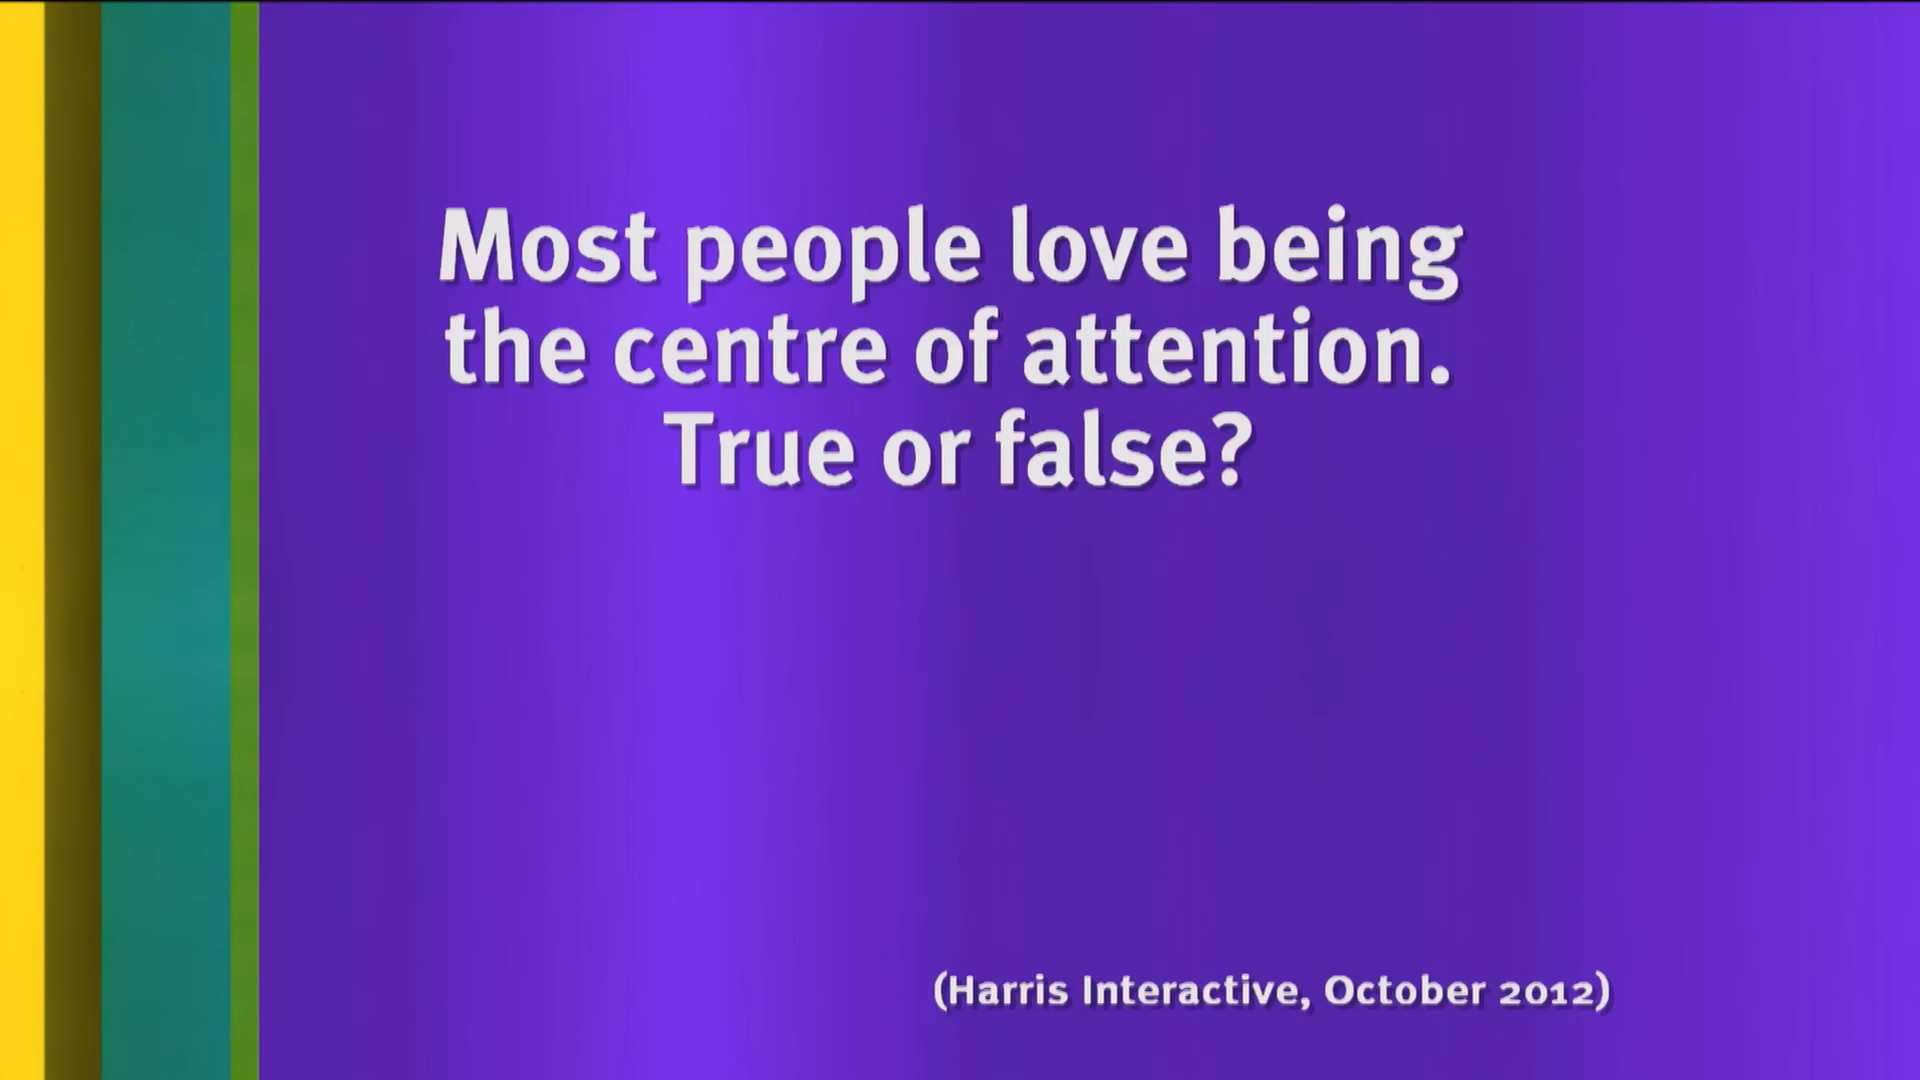 Most people love being
the centre of attention.
True or false?
(Harris Interactive, October 2012)